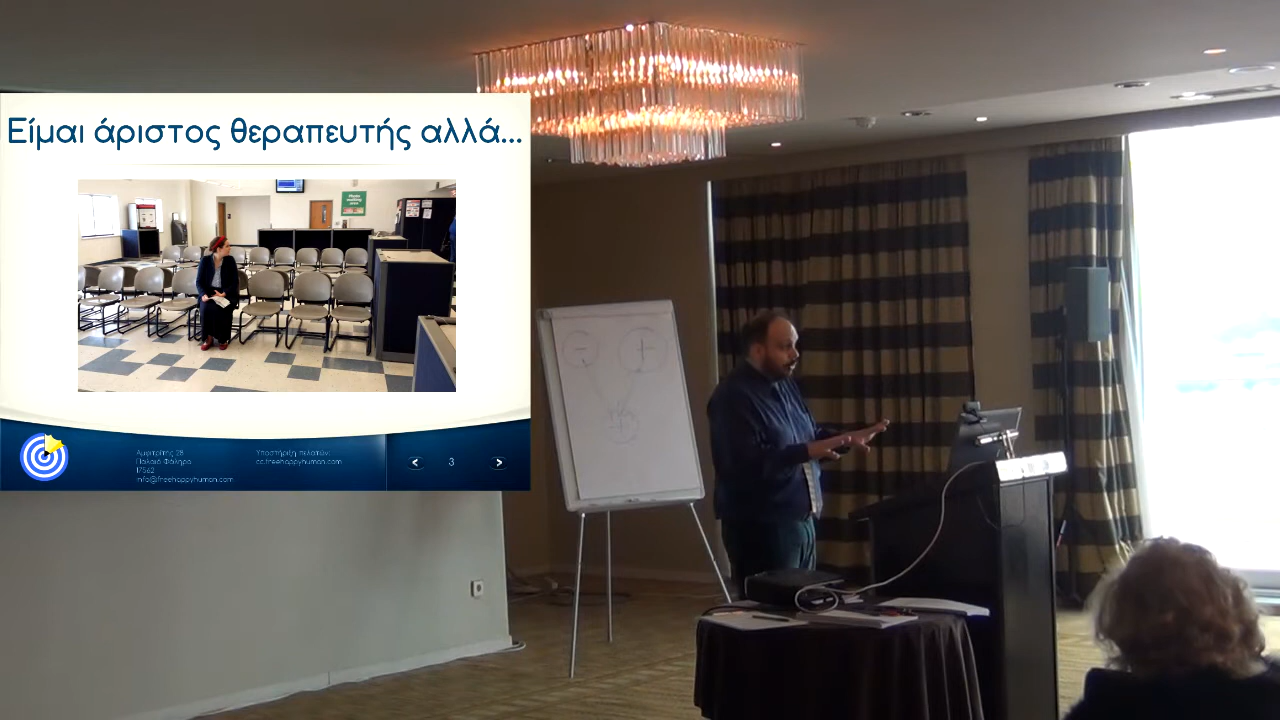 Είμαι άριστος θεραπευτής αλλά...
Αμφιτρίτης 28
Παλαιό Φάληρο
17562
info@freehappyhuman.com
Υποστήριξη πελατών:
cc.freehappyhuman.com
< 3 >